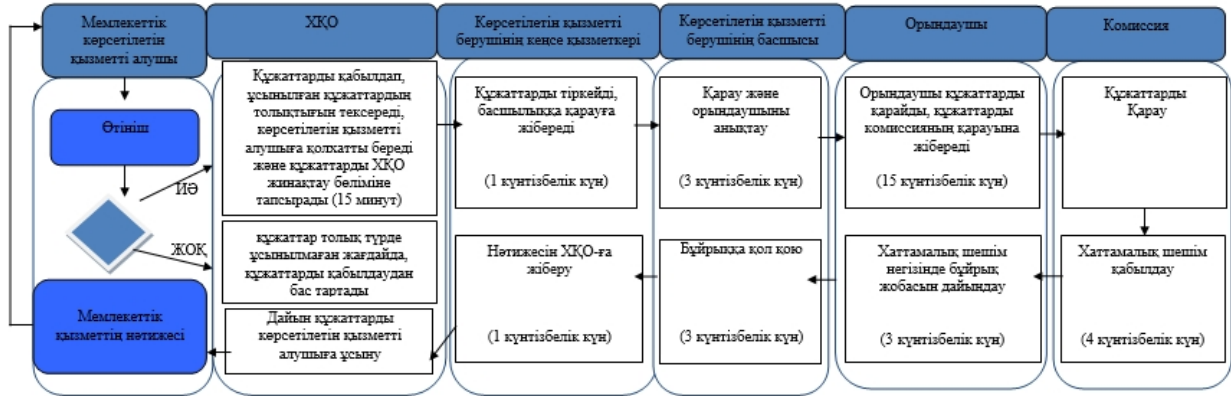 Мемлекеттік
көрсетілетін
қызметті алушы
ХҚО
Көрсетілетін қызметті
берушінің кеңсе қызметкері
Көрсетілетін қызметті
берушінің басшысы
Орындаушы
Комиссия
Өтініш
ИӘ
ЖОҚ
Мемлекеттік
қызметтің нәтижесі
Құжаттарды қабылдап,
ұсынылған құжаттардың
толықтығын тексереді,
көрсетілетін қызметті
алушыға қолхатты береді
және құжаттарды ХҚО
жинақтау бөліміне
тапсырады (15 минут)
құжаттар толық түрде
ұсынылмаған жағдайда,
құжаттарды қабылдаудан
бас тартады
Дайын құжаттарды
көрсетілетін қызметті
алушыға ұсыну
Құжаттарды тіркейді,
басшылыққа қарауға
жібереді
(1 күнтізбелік күн)
Нәтижесін ХҚО-ға
жіберу
(1 күнтізбелік күн)
Қарау және
орындаушыны
анықтау
(3 күнтізбелік күн)
Бұйрыққа қол қою
(3 күнтізбелік күн)
Орындаушы құжаттарды
қарайды, құжаттарды
комиссияның қарауына
жібереді
(15 күнтізбелік күн)
Хаттамалық шешім
негізінде бұйрық
жобасын дайындау
(3 күнтізбелік күн)
Құжаттарды
Қарау
Хаттамалық шешім
қабылдау
(4 күнтізбелік күн)